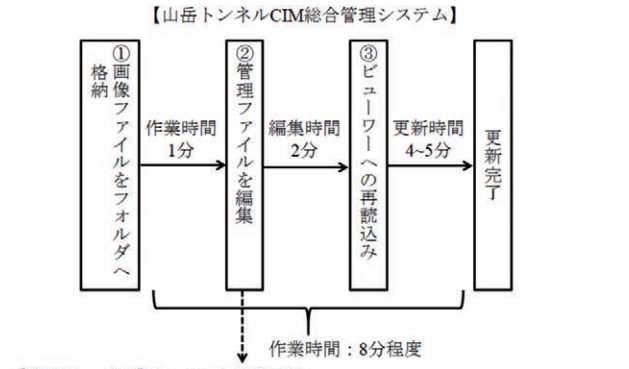 【山岳トンネルCIM総合管理システム】
①画像ファイルをフォルダへ
格納
作業時間
1分
②管理ファイルを編集
編集時間
2分
③ビューワーへの再読込み
更新時間
4~5分
更新完了
作業時間：8分程度